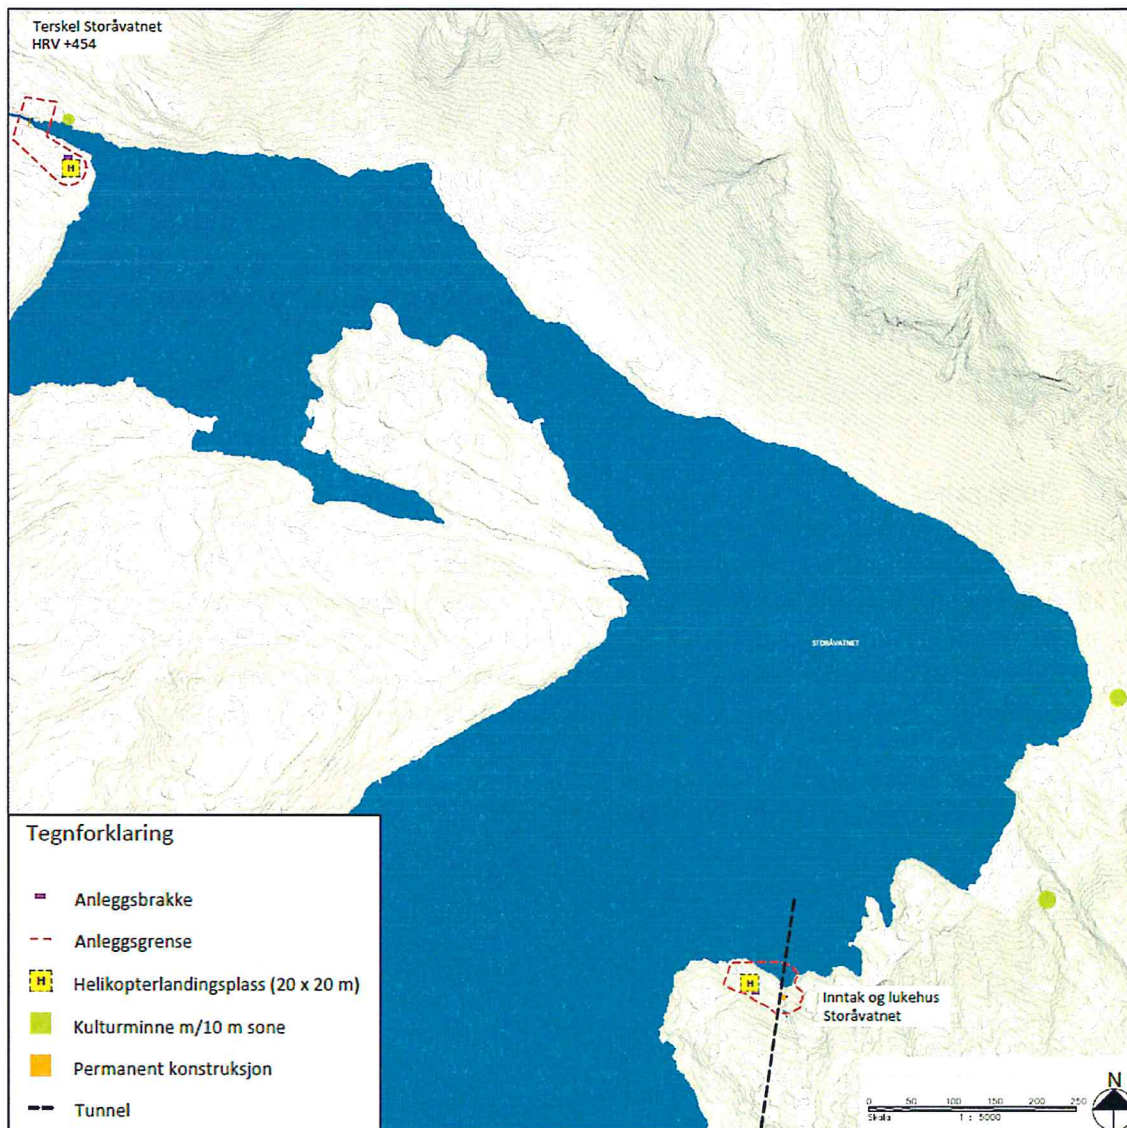 Terskel Storåvatnet
HRV +454
H
STORÅVATNET
Tegnforklaring
Anleggsbrakke
Anleggsgrense
H Helikopterlandingsplass (20 x 20 m)
Kulturminne m/10 m sone
Permanent konstruksjon
Tunnel
H
Inntak og lukehus
Storåvatnet
N
0 50 100 150 200 250
Skala 1 : 5000